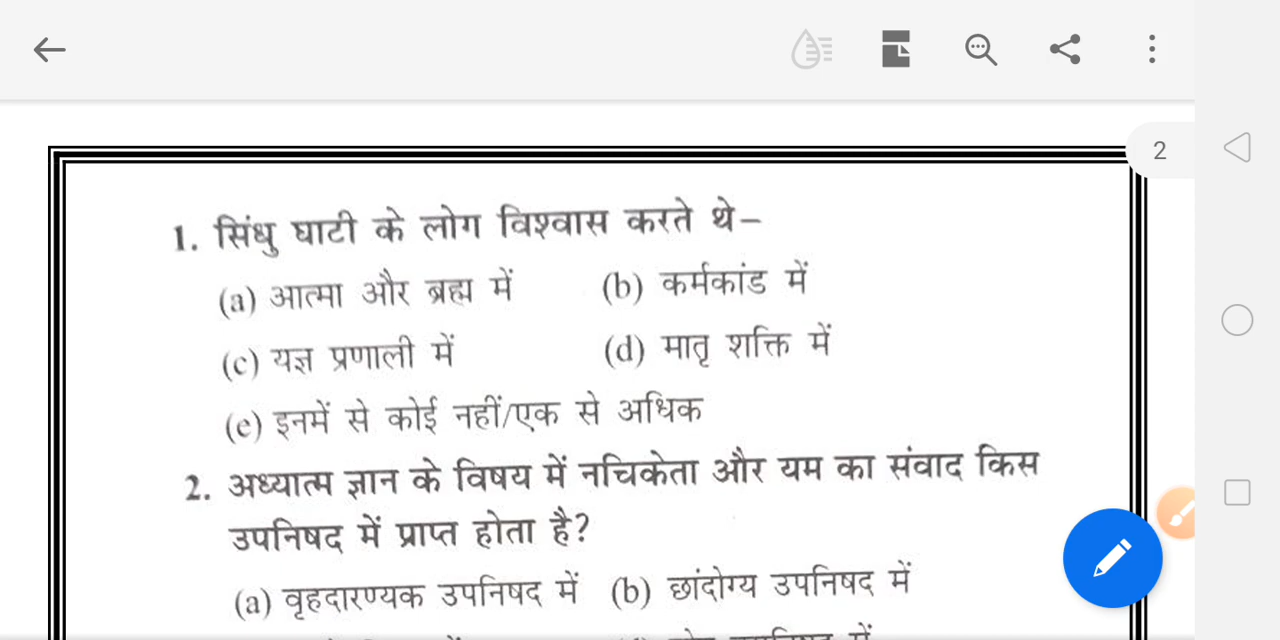 2
1. सिंधु घाटी के लोग विश्वास करते थे–
(a) आत्मा और ब्रह्म में (b) कर्मकांड में
(c) यज्ञ प्रणाली में (d) मातृ शक्ति में
(e) इनमें से कोई नहीं/एक से अधिक
2. अध्यात्म ज्ञान के विषय में नचिकेता और यम का संवाद किस
उपनिषद में प्राप्त होता है?
(a) वृहदारण्यक उपनिषद में (b) छांदोग्य उपनिषद में